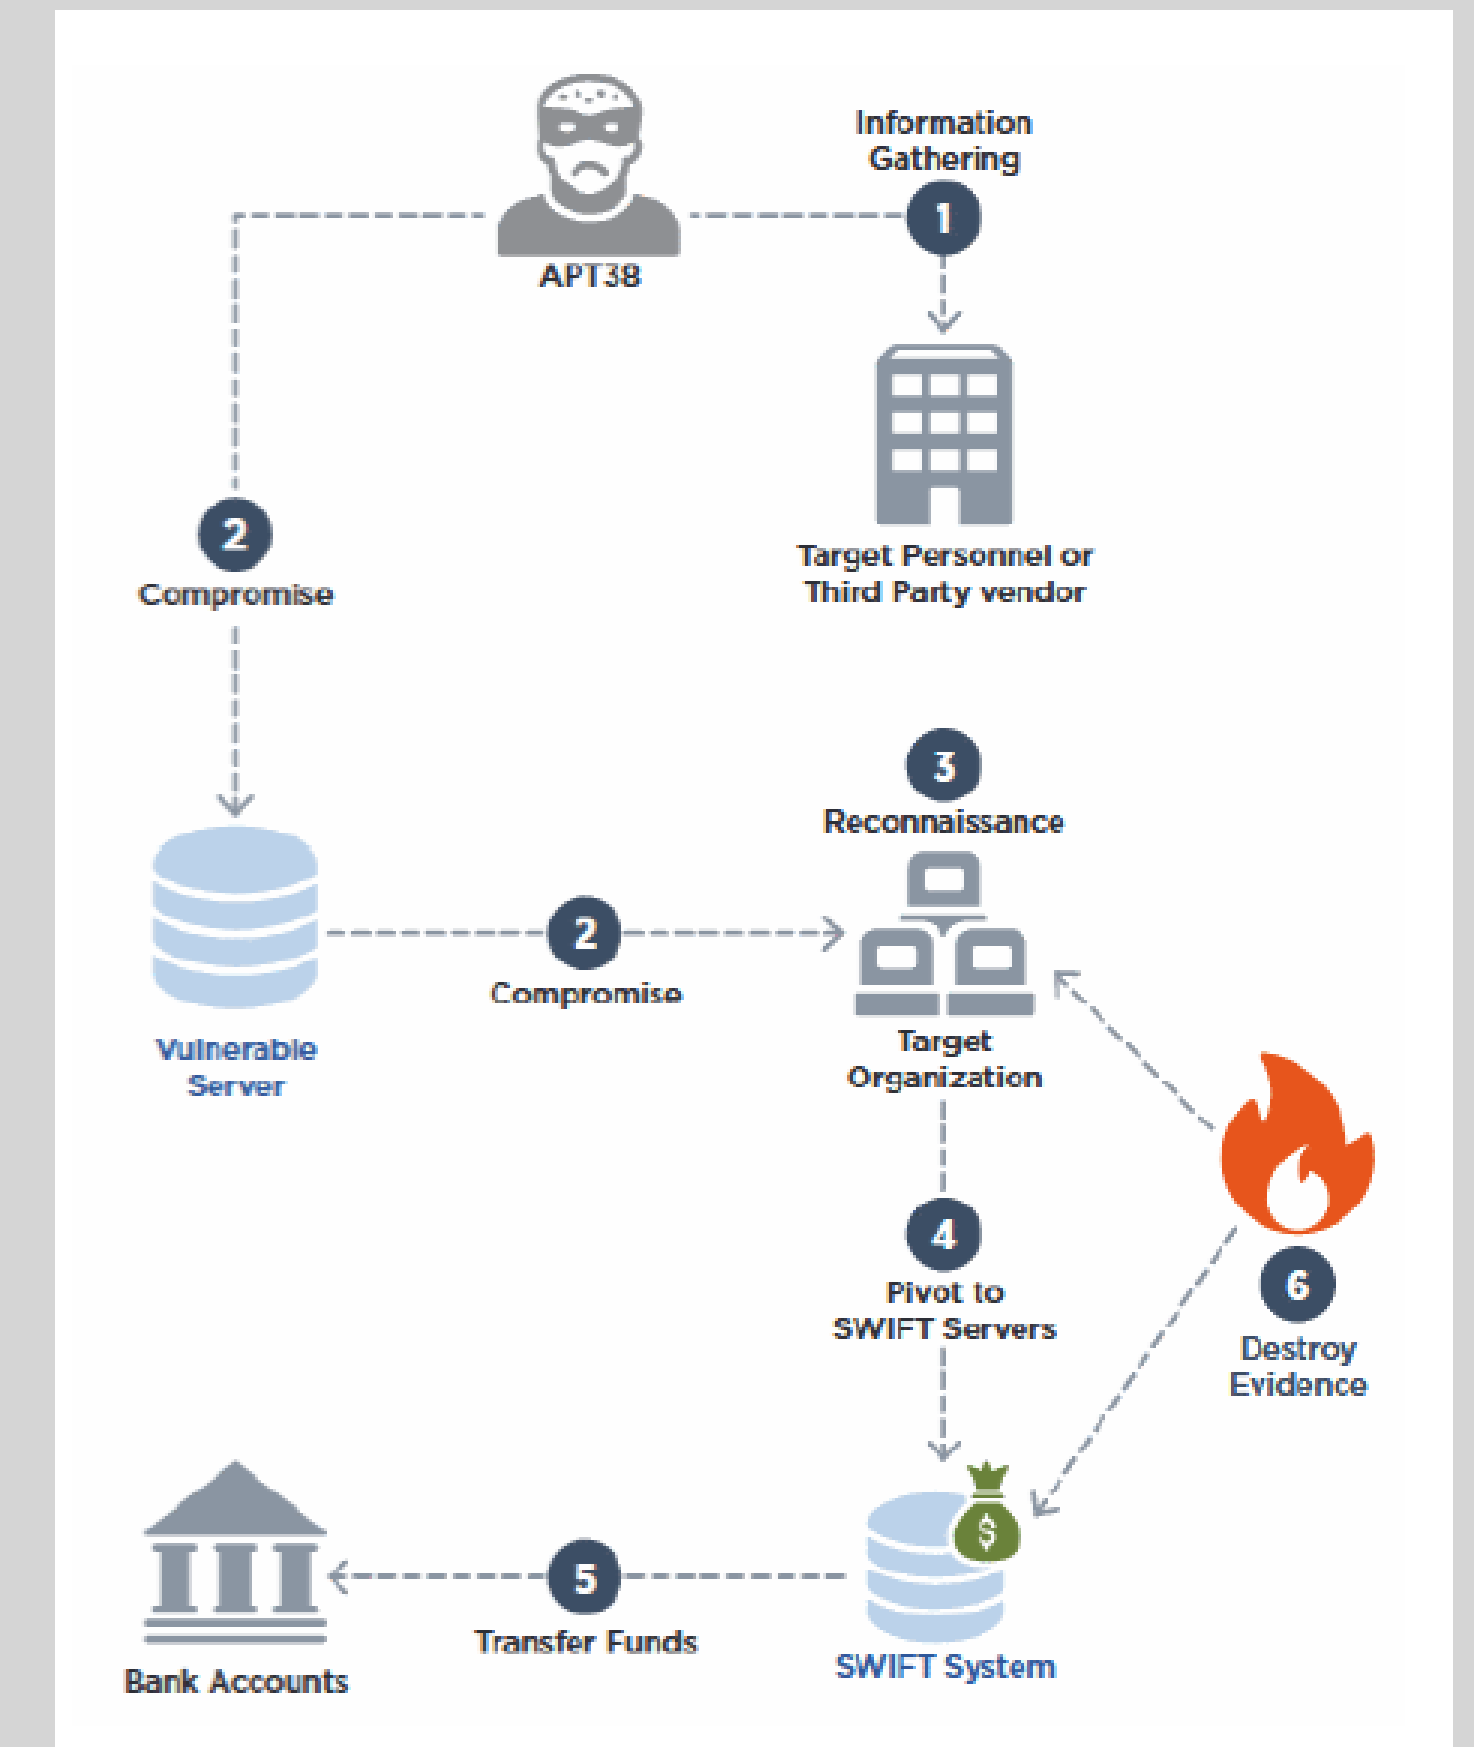 Information
Gathering
1
APT38
Target Personnel or
Third Party vendor
2
Compromise
3
Reconnaissance
2
Compromise
Vulnerable
Server
Target
Organization
4
Pivot to
SWIFT Servers
6
Destroy
Evidence
$
5
Transfer Funds
SWIFT System
Bank Accounts